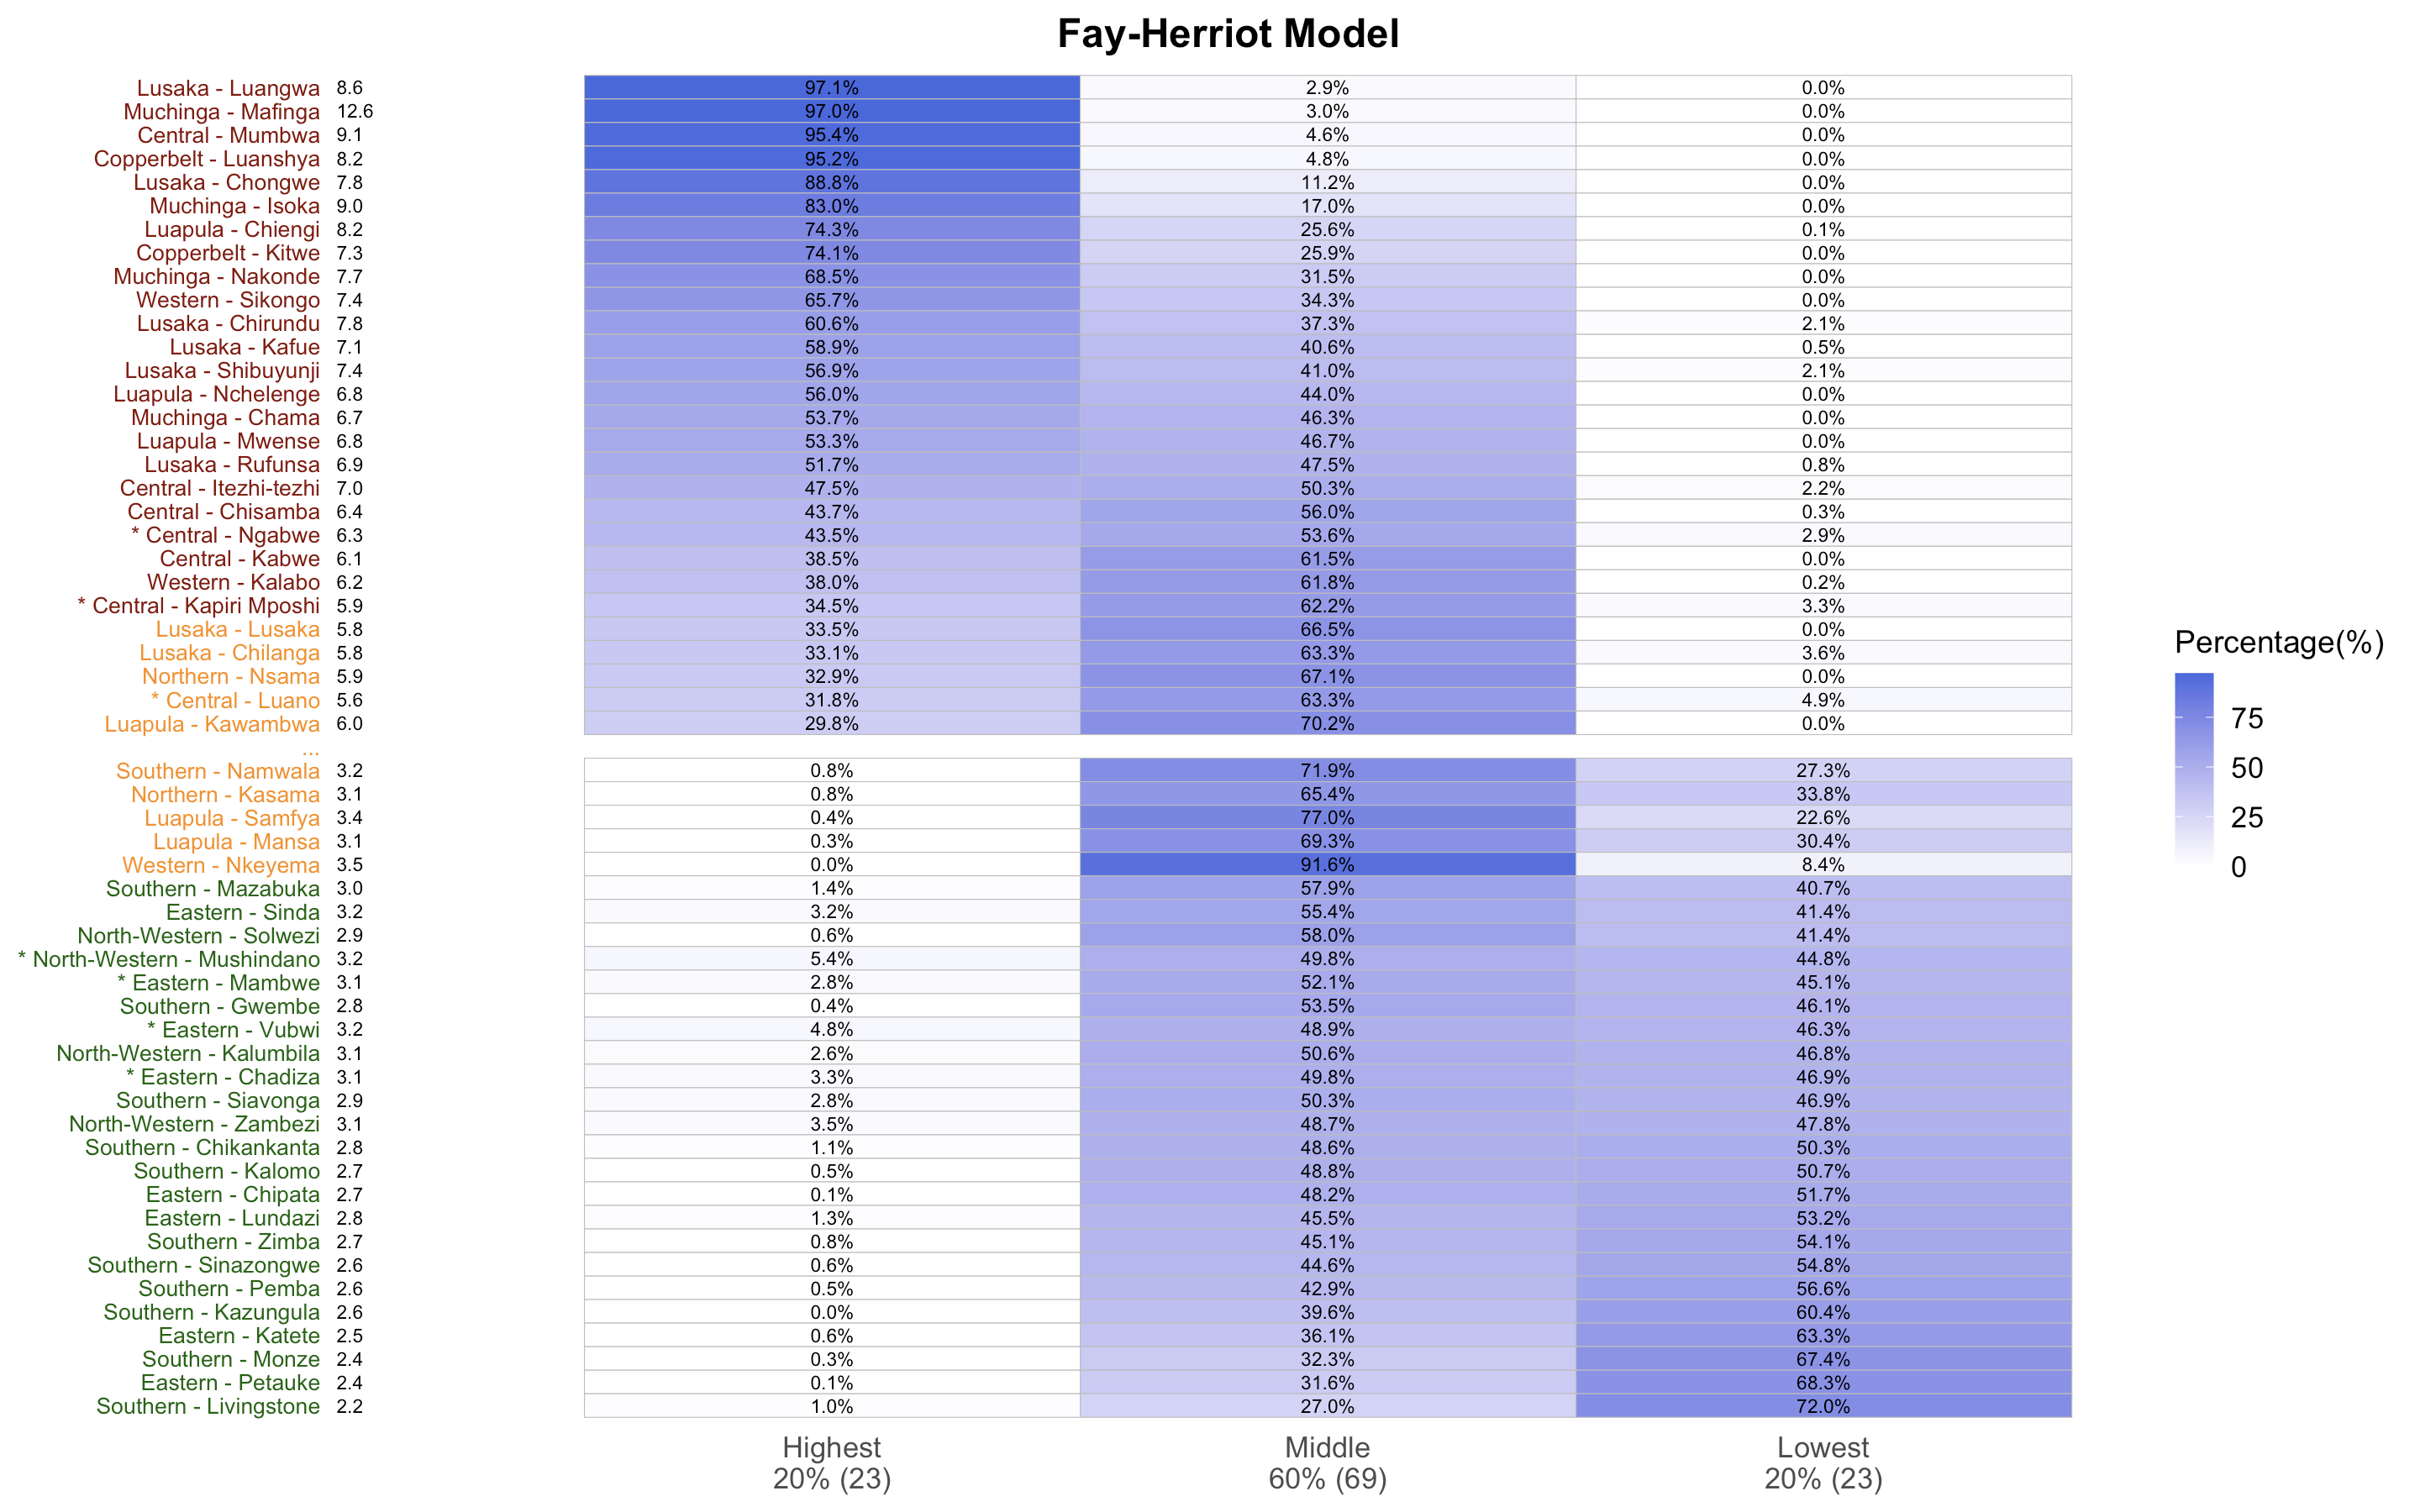 Fay-Herriot Model
Lusaka - Luangwa 8.6 97.1% 2.9% 0.0%
Muchinga - Mafinga 12.6 97.0% 3.0% 0.0%
Central - Mumbwa 9.1 95.4% 4.6% 0.0%
Copperbelt - Luanshya 8.2 95.2% 4.8% 0.0%
Lusaka - Chongwe 7.8 88.8% 11.2% 0.0%
Muchinga - Isoka 9.0 83.0% 17.0% 0.0%
Luapula - Chiengi 8.2 74.3% 25.6% 0.1%
Copperbelt - Kitwe 7.3 74.1% 25.9% 0.0%
Muchinga - Nakonde 7.7 68.5% 31.5% 0.0%
Western - Sikongo 7.4 65.7% 34.3% 0.0%
Lusaka - Chirundu 7.8 60.6% 37.3% 2.1%
Lusaka - Kafue 7.1 58.9% 40.6% 0.5%
Lusaka - Shibuyunji 7.4 56.9% 41.0% 2.1%
Luapula - Nchelenge 6.8 56.0% 44.0% 0.0%
Muchinga - Chama 6.7 53.7% 46.3% 0.0%
Luapula - Mwense 6.8 53.3% 46.7% 0.0%
Lusaka - Rufunsa 6.9 51.7% 47.5% 0.8%
Central - Itezhi-tezhi 7.0 47.5% 50.3% 2.2%
Central - Chisamba 6.4 43.7% 56.0% 0.3%
* Central - Ngabwe 6.3 43.5% 53.6% 2.9%
Central - Kabwe 6.1 38.5% 61.5% 0.0%
Western - Kalabo 6.2 38.0% 61.8% 0.2%
* Central - Kapiri Mposhi 5.9 34.5% 62.2% 3.3%
Lusaka - Lusaka 5.8 33.5% 66.5% 0.0%
Lusaka - Chilanga 5.8 33.1% 63.3% 3.6%
Northern - Nsama 5.9 32.9% 67.1% 0.0%
* Central - Luano 5.6 31.8% 63.3% 4.9%
Luapula - Kawambwa 6.0 29.8% 70.2% 0.0%
...
Southern - Namwala 3.2 0.8% 71.9% 27.3%
Northern - Kasama 3.1 0.8% 65.4% 33.8%
Luapula - Samfya 3.4 0.4% 77.0% 22.6%
Luapula - Mansa 3.1 0.3% 69.3% 30.4%
Western - Nkeyema 3.5 0.0% 91.6% 8.4%
Southern - Mazabuka 3.0 1.4% 57.9% 40.7%
Eastern - Sinda 3.2 3.2% 55.4% 41.4%
North-Western - Solwezi 2.9 0.6% 58.0% 41.4%
* North-Western - Mushindano 3.2 5.4% 49.8% 44.8%
* Eastern - Mambwe 3.1 2.8% 52.1% 45.1%
Southern - Gwembe 2.8 0.4% 53.5% 46.1%
* Eastern - Vubwi 3.2 4.8% 48.9% 46.3%
North-Western - Kalumbila 3.1 2.6% 50.6% 46.8%
* Eastern - Chadiza 3.1 3.3% 49.8% 46.9%
Southern - Siavonga 2.9 2.8% 50.3% 46.9%
North-Western - Zambezi 3.1 3.5% 48.7% 47.8%
Southern - Chikankanta 2.8 1.1% 48.6% 50.3%
Southern - Kalomo 2.7 0.5% 48.8% 50.7%
Eastern - Chipata 2.7 0.1% 48.2% 51.7%
Eastern - Lundazi 2.8 1.3% 45.5% 53.2%
Southern - Zimba 2.7 0.8% 45.1% 54.1%
Southern - Sinazongwe 2.6 0.6% 44.6% 54.8%
Southern - Pemba 2.6 0.5% 42.9% 56.6%
Southern - Kazungula 2.6 0.0% 39.6% 60.4%
Eastern - Katete 2.5 0.6% 36.1% 63.3%
Southern - Monze 2.4 0.3% 32.3% 67.4%
Eastern - Petauke 2.4 0.1% 31.6% 68.3%
Southern - Livingstone 2.2 1.0% 27.0% 72.0%
Highest Middle Lowest
20% (23) 60% (69) 20% (23)
Percentage(%)
75
50
25
0